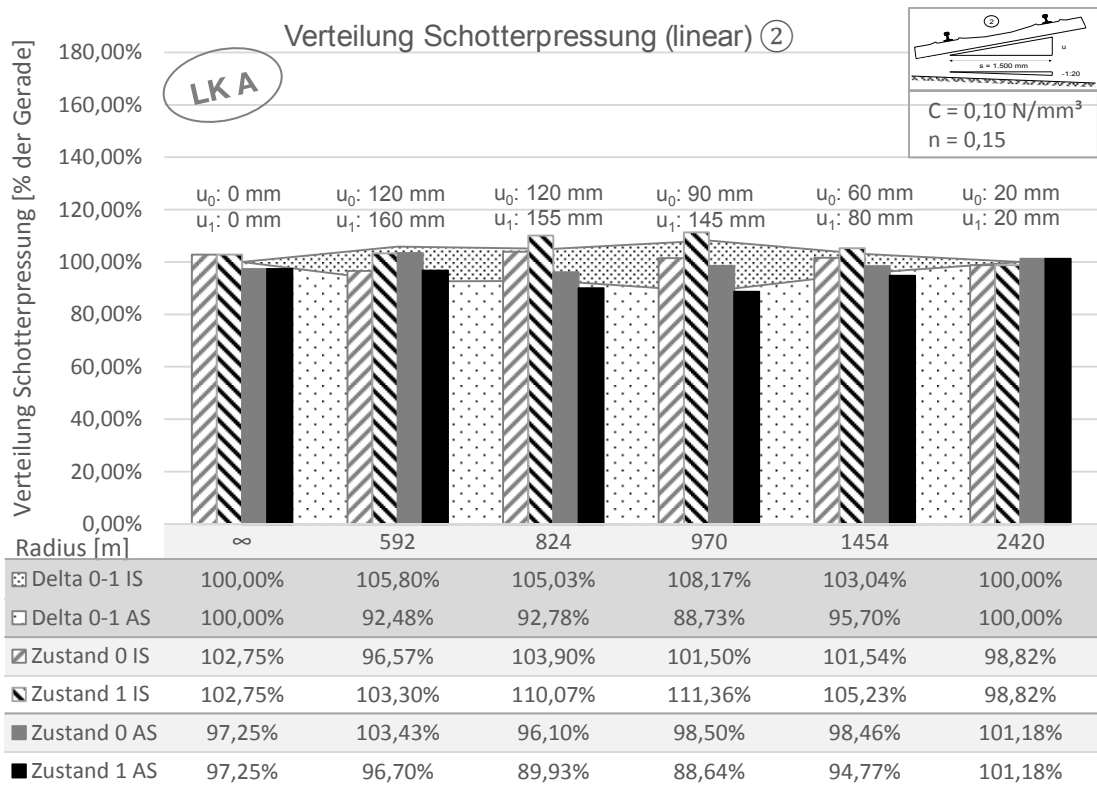 Verteilung Schotterpressung (linear) ②
LK A
②
u
s = 1.500 mm
-1:20
C = 0,10 N/mm³
n = 0,15
Verteilung Schotterpressung [% der Gerade]
180,00%
160,00%
140,00%
120,00%
100,00%
80,00%
60,00%
40,00%
20,00%
0,00%
u₀: 0 mm u₀: 120 mm u₀: 120 mm u₀: 90 mm u₀: 60 mm u₀: 20 mm
u₁: 0 mm u₁: 160 mm u₁: 155 mm u₁: 145 mm u₁: 80 mm u₁: 20 mm
Radius [m] ∞ 592 824 970 1454 2420
Delta 0-1 IS 100,00% 105,80% 105,03% 108,17% 103,04% 100,00%
Delta 0-1 AS 100,00% 92,48% 92,78% 88,73% 95,70% 100,00%
Zustand 0 IS 102,75% 96,57% 103,90% 101,50% 101,54% 98,82%
Zustand 1 IS 102,75% 103,30% 110,07% 111,36% 105,23% 98,82%
Zustand 0 AS 97,25% 103,43% 96,10% 98,50% 98,46% 101,18%
Zustand 1 AS 97,25% 96,70% 89,93% 88,64% 94,77% 101,18%